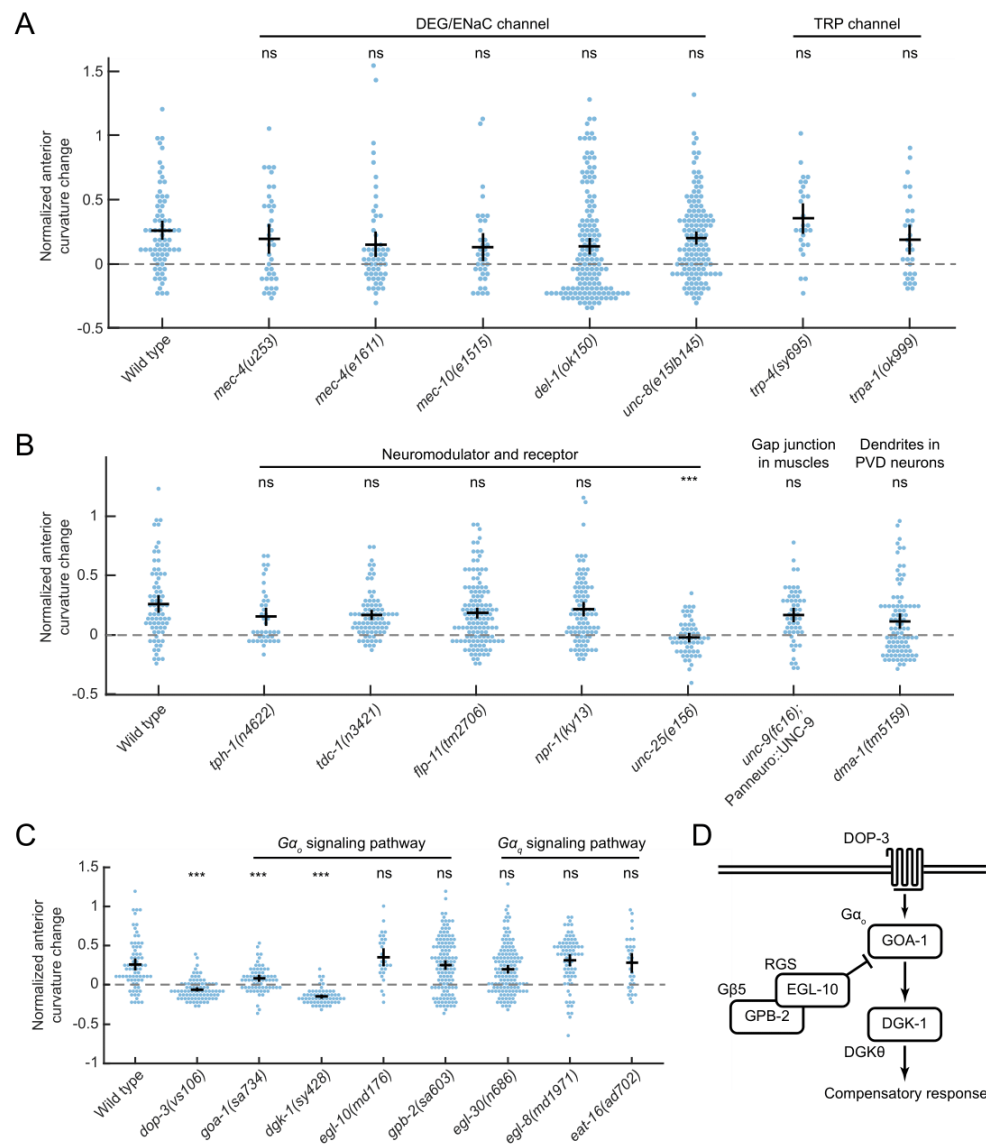 A
DEG/ENaC channel
TRP channel
ns ns ns ns ns ns ns
Normalized anterior
curvature change
1.5
1
0.5
0
-0.5
Wild type
mec-4(u253)
mec-4(e1611)
mec-10(e1515)
del-1(ok150)
unc-8(e15lb145)
trp-4(sy695)
trpa-1(ok999)
B
Neuromodulator and receptor
Gap junction
in muscles
Dendrites in
PVD neurons
ns ns ns ns *** ns ns
Normalized anterior
curvature change
1
0.5
0
-0.5
Wild type
tph-1(n4622)
tdc-1(n3421)
flp-11(tm2706)
npr-1(ky13)
unc-25(e156)
unc-9(fc16);
Panneuro::UNC-9
dma-1(tm5159)
C
Gαo signaling pathway
Gαq signaling pathway
*** *** *** ns ns ns ns ns
Normalized anterior
curvature change
1.5
1
0.5
0
-0.5
-1
Wild type
dop-3(vs106)
goa-1(sa734)
dgk-1(sy428)
egl-10(md176)
gpb-2(sa603)
egl-30(n686)
egl-8(md1971)
eat-16(ad702)
D
DOP-3
Gαo
GOA-1
RGS
EGL-10
Gβ5
GPB-2
DGK-1
DGKθ
Compensatory response